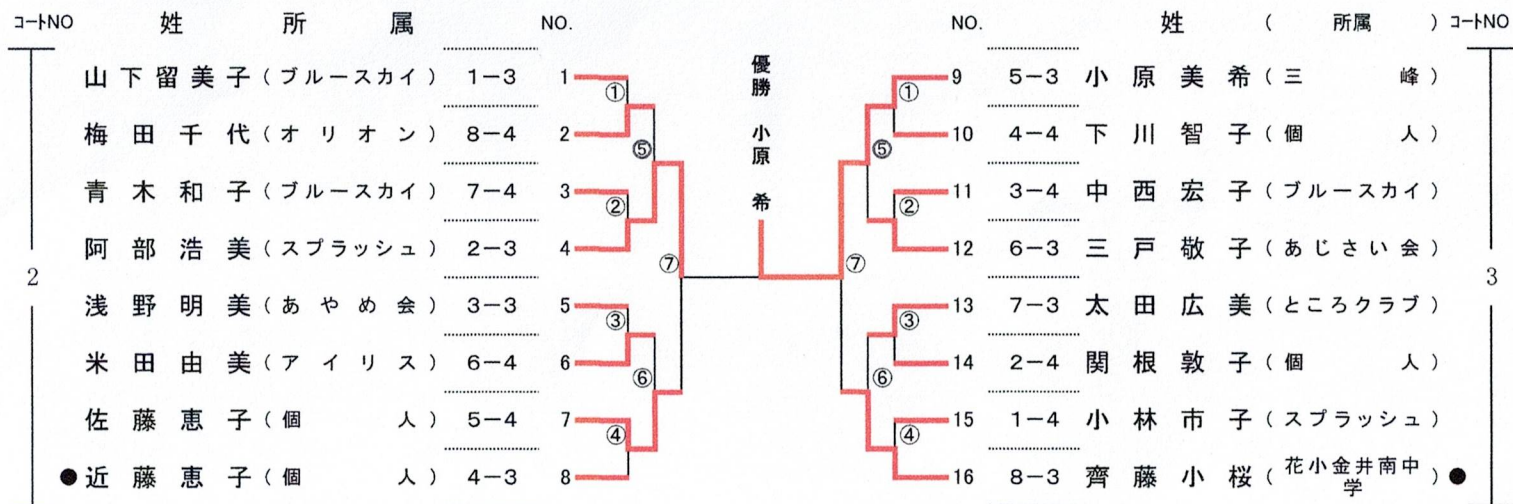 コートNO 姓 所属 NO. NO. 姓 ( 所属 ) コートNO
山下留美子 (ブルースカイ) 1-3 1 ① 優勝 小原 希 9 ① 5-3 小原美希 (三峰)
梅田千代 (オリオン) 8-4 2 ⑤ 10 ⑤ 4-4 下川智子 (個人)
青木和子 (ブルースカイ) 7-4 3 ② 11 ② 3-4 中西宏子 (ブルースカイ)
阿部浩美 (スプラッシュ) 2-3 4 12 6-3 三戸敬子 (あじさい会)
2 ⑦ ⑦ 3
浅野明美 (あやめ会) 3-3 5 ③ 13 ③ 7-3 太田広美 (ところクラブ)
米田由美 (アイリス) 6-4 6 ⑥ 14 ⑥ 2-4 関根敦子 (個人)
佐藤恵子 (個人) 5-4 7 ④ 15 ④ 1-4 小林市子 (スプラッシュ)
●近藤恵子 (個人) 4-3 8 16 8-3 齊藤小桜 (花小金井南中学) ●